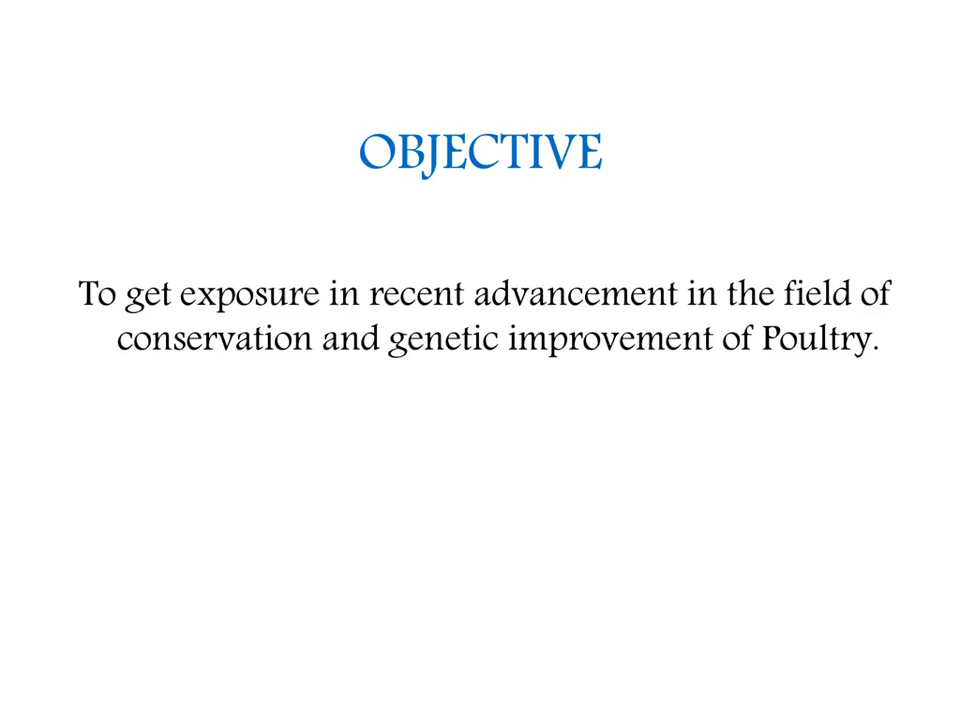 OBJECTIVE
To get exposure in recent advancement in the field of
conservation and genetic improvement of Poultry.